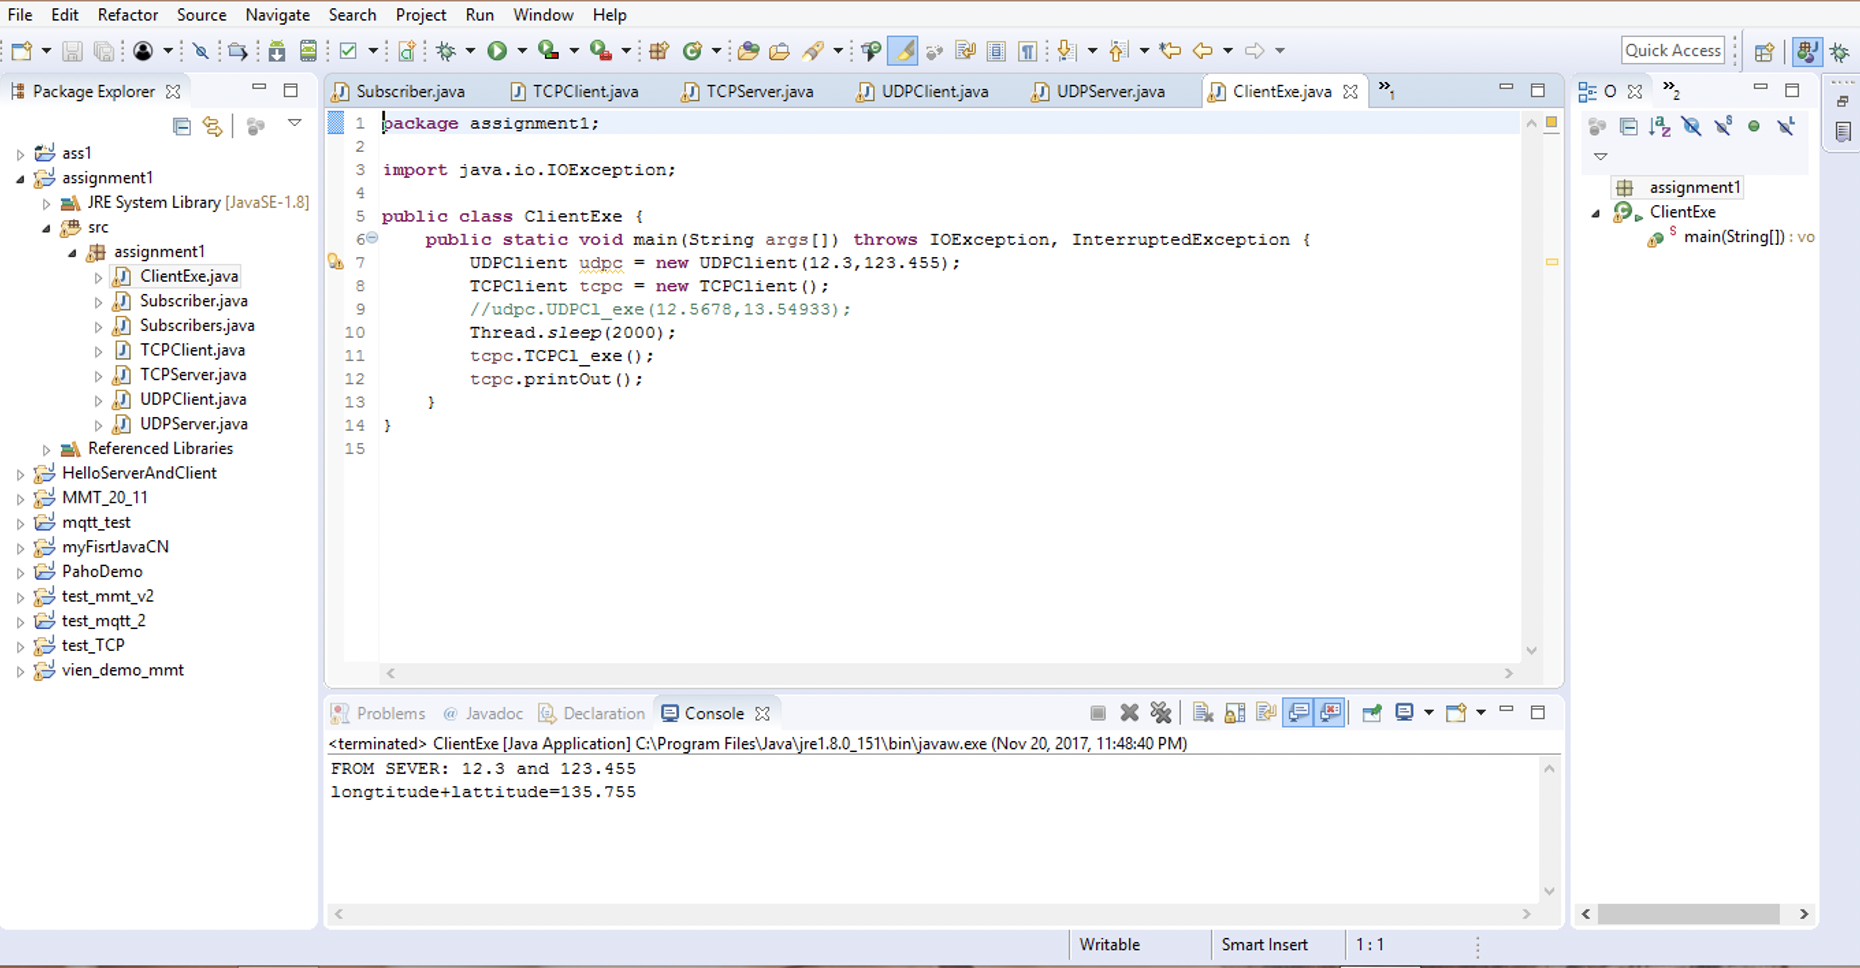 File Edit Refactor Source Navigate Search Project Run Window Help
Quick Access
Package Explorer
ass1
assignment1
JRE System Library [JavaSE-1.8]
src
assignment1
ClientExe.java
Subscriber.java
Subscribers.java
TCPClient.java
TCPServer.java
UDPClient.java
UDPServer.java
Referenced Libraries
HelloServerAndClient
MMT_20_11
mqtt_test
myFisrtJavaCN
PahoDemo
test_mmt_v2
test_mqtt_2
test_TCP
vien_demo_mmt
Subscriber.java TCPClient.java TCPServer.java UDPClient.java UDPServer.java ClientExe.java »1
1 package assignment1;
2
3 import java.io.IOException;
4
5 public class ClientExe {
6 public static void main(String args[]) throws IOException, InterruptedException {
7 UDPClient udpc = new UDPClient(12.3,123.455);
8 TCPClient tcpc = new TCPClient();
9 //udpc.UDPCl_exe(12.5678,13.54933);
10 Thread.sleep(2000);
11 tcpc.TCPCl_exe();
12 tcpc.printOut();
13 }
14 }
15
O »2
assignment1
ClientExe
main(String[]) : vo
Problems @ Javadoc Declaration Console
<terminated> ClientExe [Java Application] C:\Program Files\Java\jre1.8.0_151\bin\javaw.exe (Nov 20, 2017, 11:48:40 PM)
FROM SEVER: 12.3 and 123.455
longtitude+lattitude=135.755
Writable Smart Insert 1 : 1